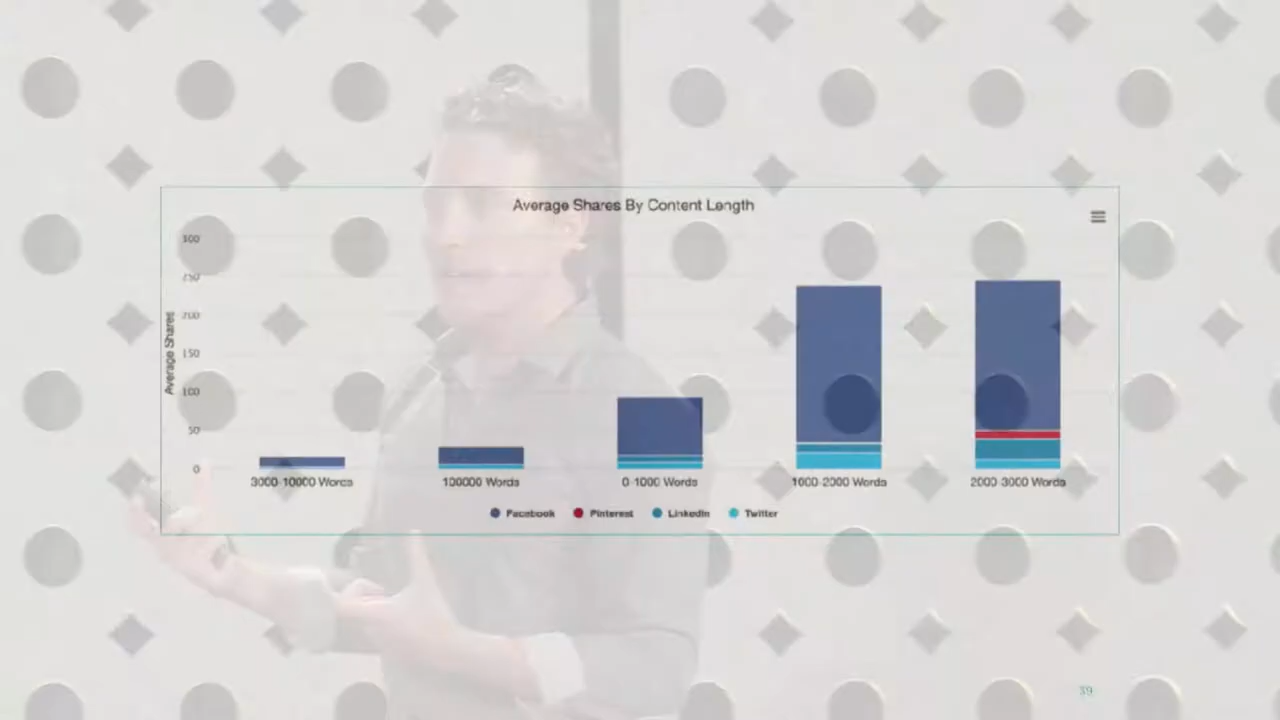 Average Shares By Content Length
Average Shares
300
250
200
150
100
50
0
3000-10000 Words
100000 Words
0-1000 Words
1000-2000 Words
2000-3000 Words
Facebook
Pinterest
LinkedIn
Twitter
39